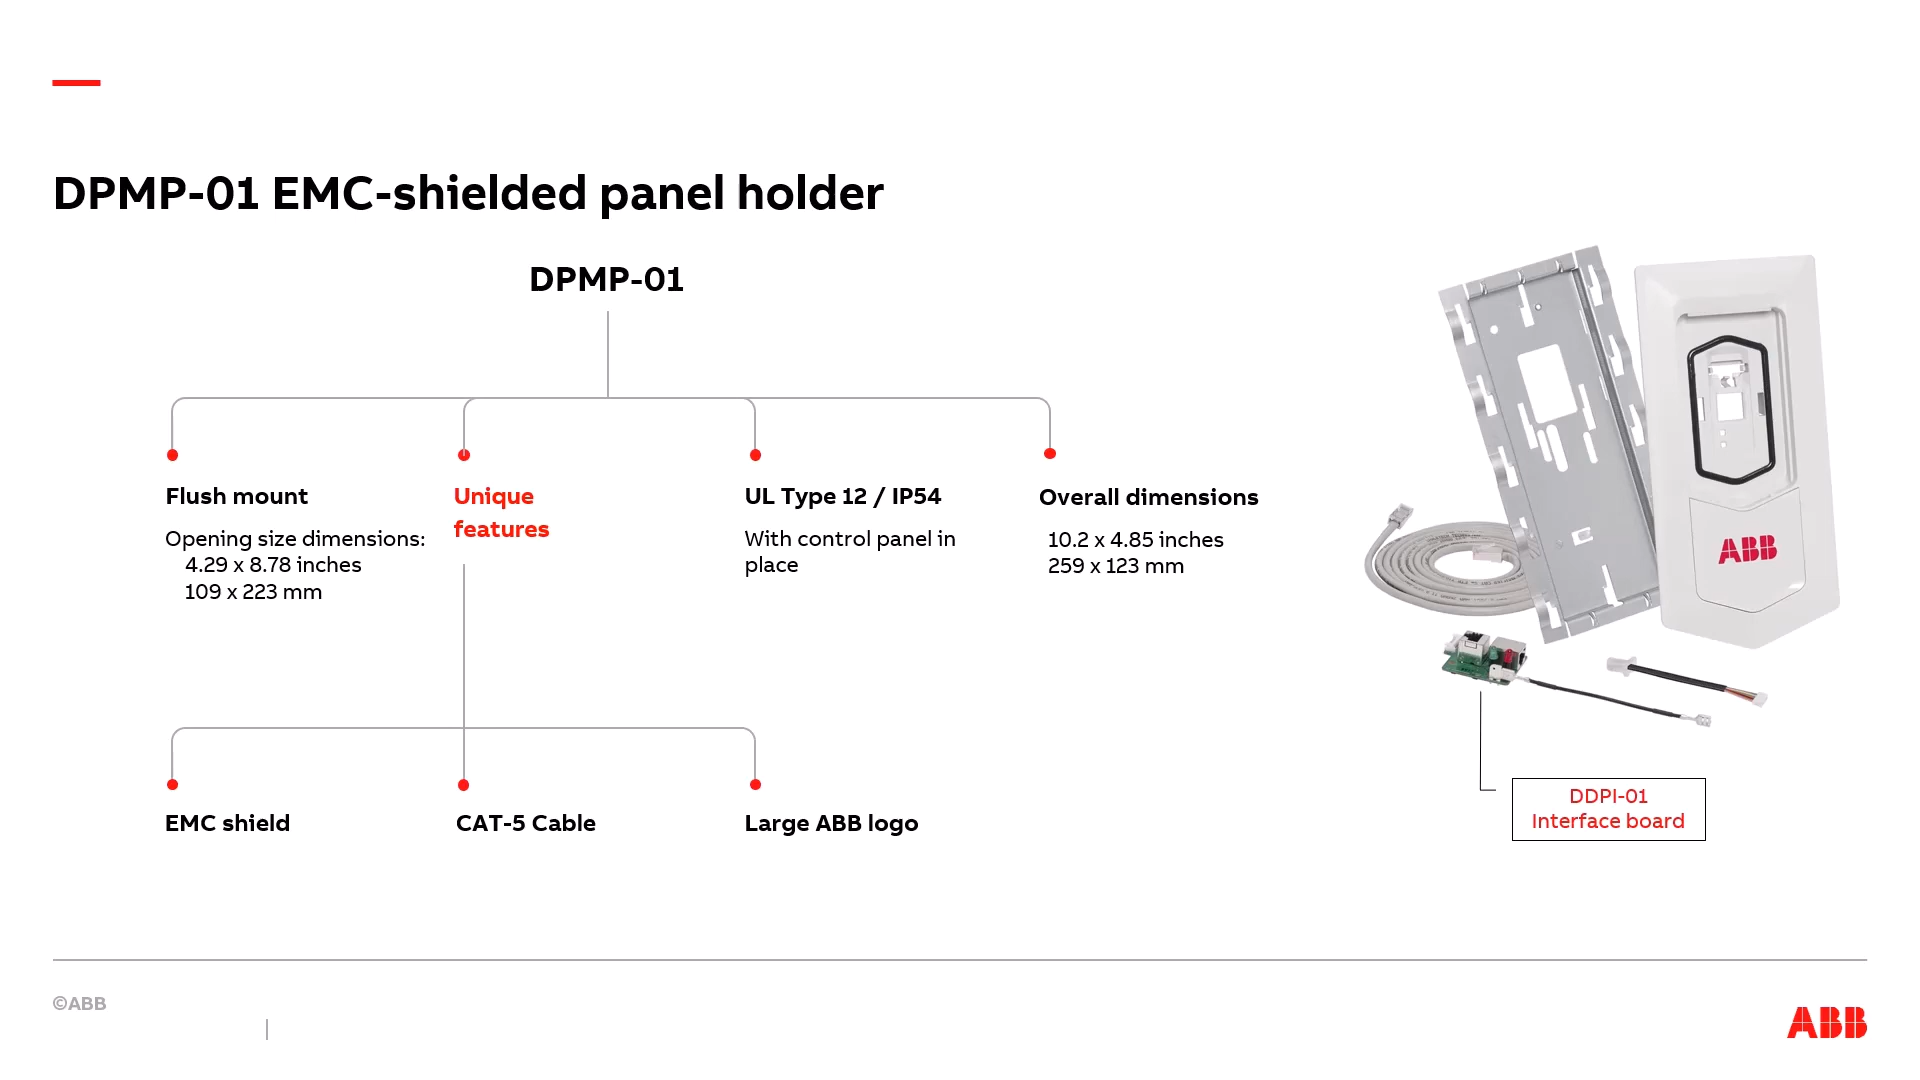 DPMP-01 EMC-shielded panel holder
DPMP-01
Flush mount
Opening size dimensions:
4.29 x 8.78 inches
109 x 223 mm
Unique
features
UL Type 12 / IP54
With control panel in
place
Overall dimensions
10.2 x 4.85 inches
259 x 123 mm
EMC shield
CAT-5 Cable
Large ABB logo
ABB
DDPI-01
Interface board
©ABB
ABB